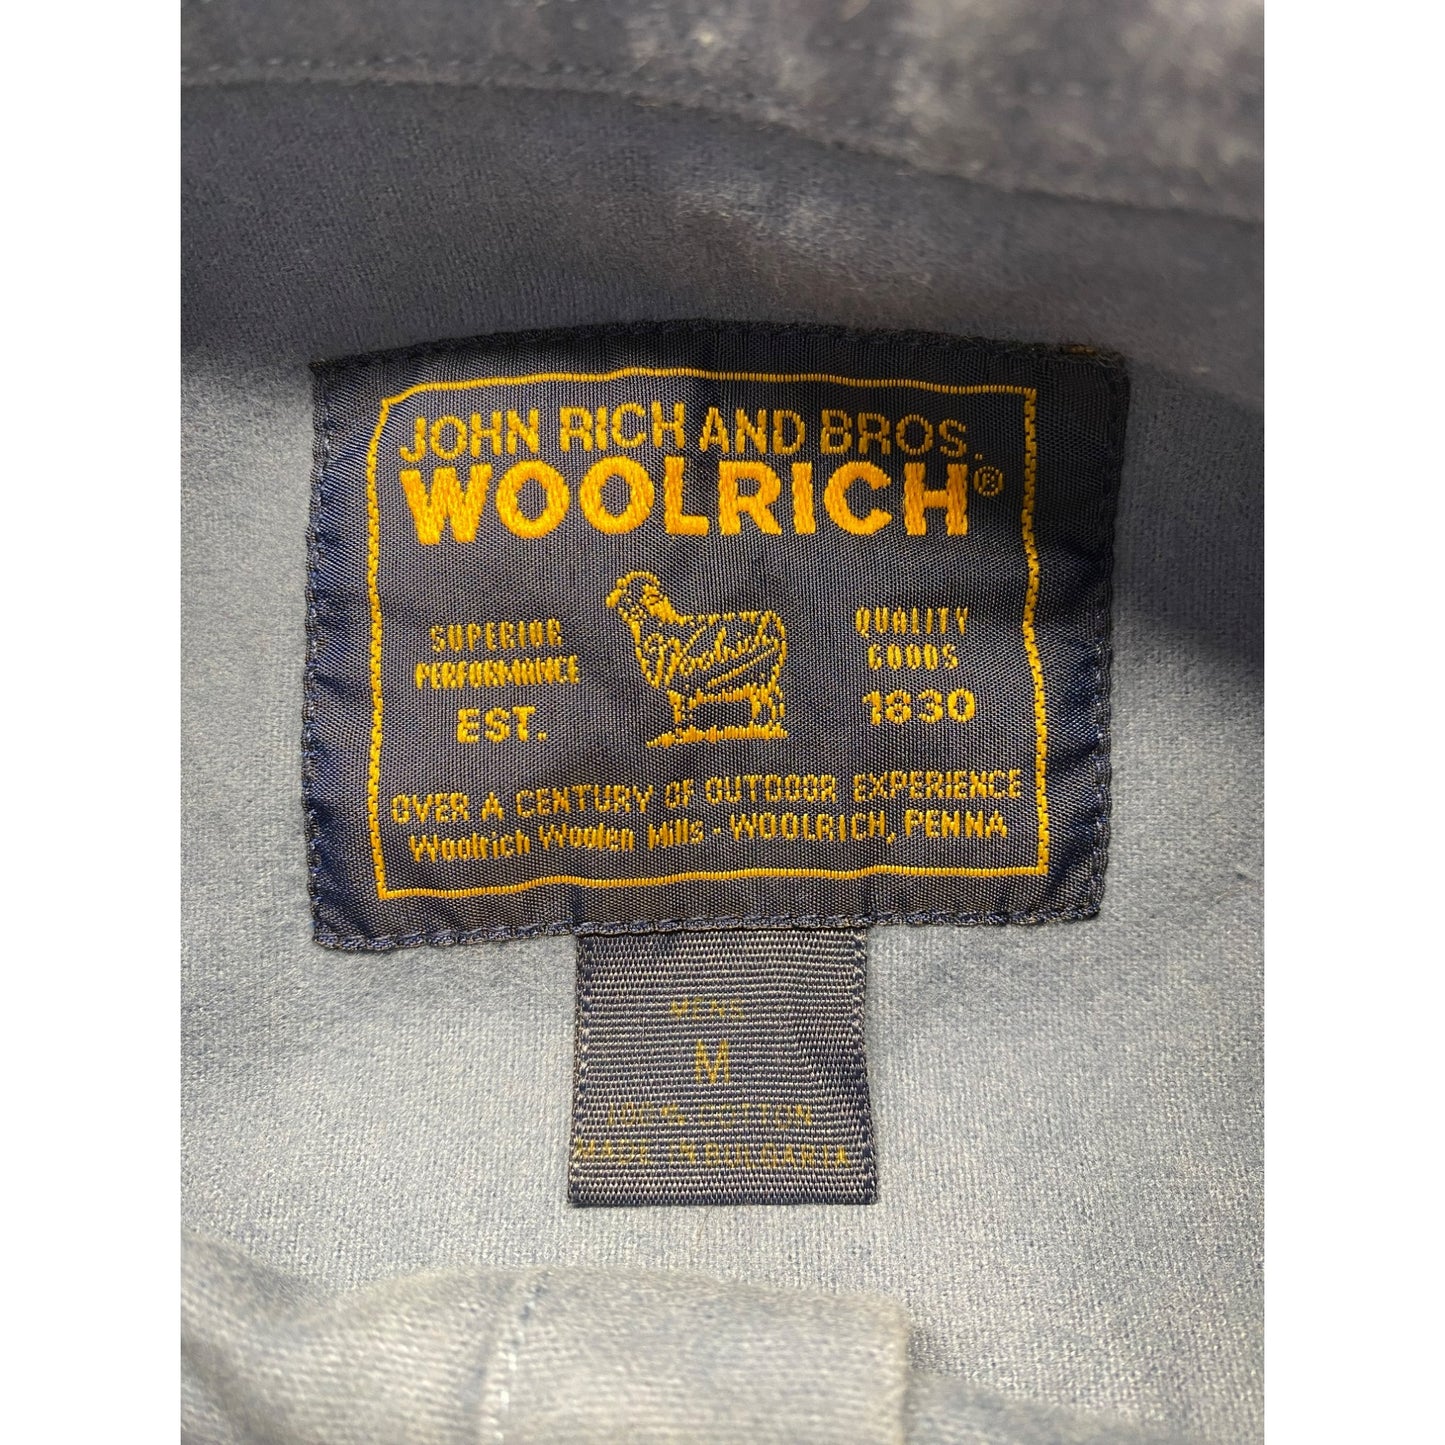 JOHN RICH AND BROS.
WOOLRICH®
Woolrich
SUPERIOR
PERFORMANCE
EST.
QUALITY
GOODS
1830
OVER A CENTURY OF OUTDOOR EXPERIENCE
Woolrich Woolen Mills - WOOLRICH, PENNA
MENS
M
100% COTTON
MADE IN BULGARIA